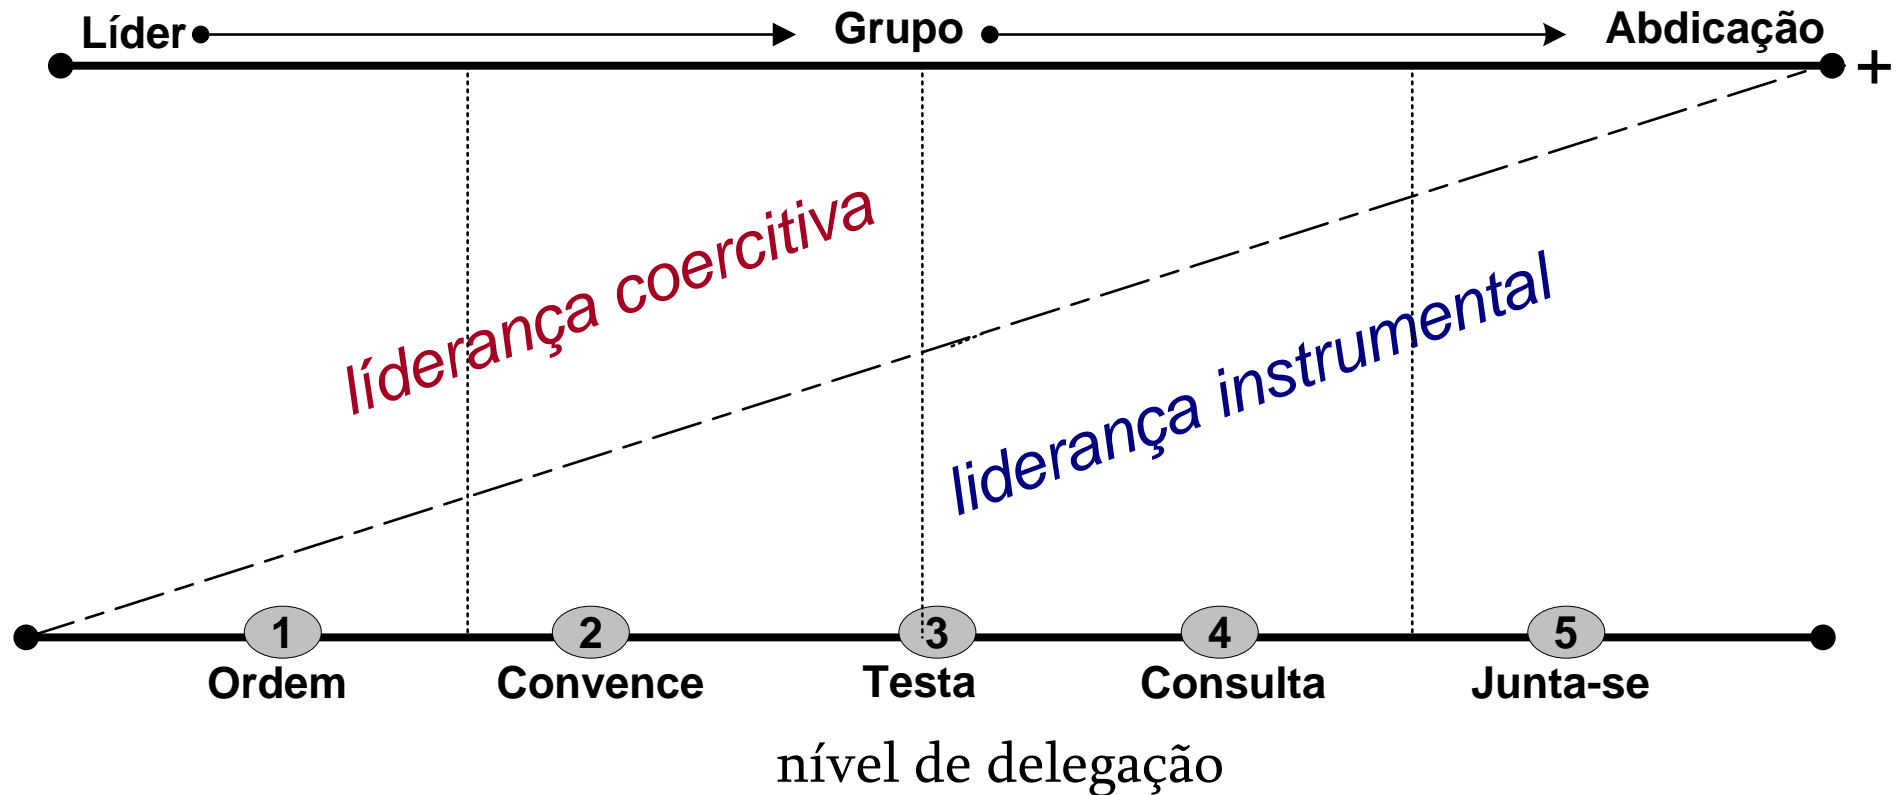 Líder Grupo Abdicação
+
líderança coercitiva
liderança instrumental
1 2 3 4 5
Ordem Convence Testa Consulta Junta-se
nível de delegação